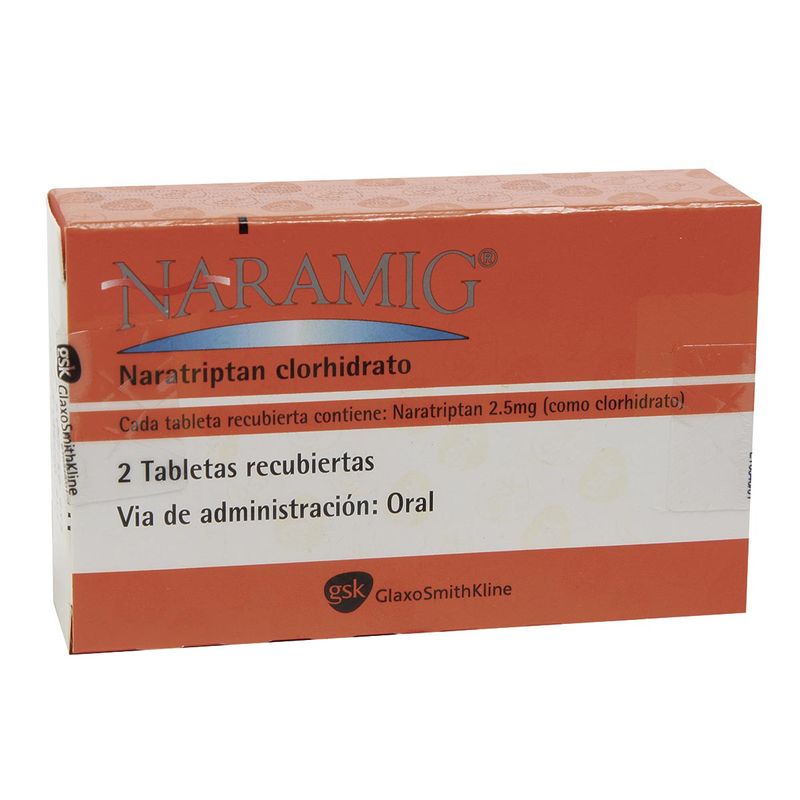 NARAMIG®
Naratriptan clorhidrato
Cada tableta recubierta contiene: Naratriptan 2.5mg (como clorhidrato)
2 Tabletas recubiertas
Via de administración: Oral
gsk GlaxoSmithKline
gsk GlaxoSmithKline